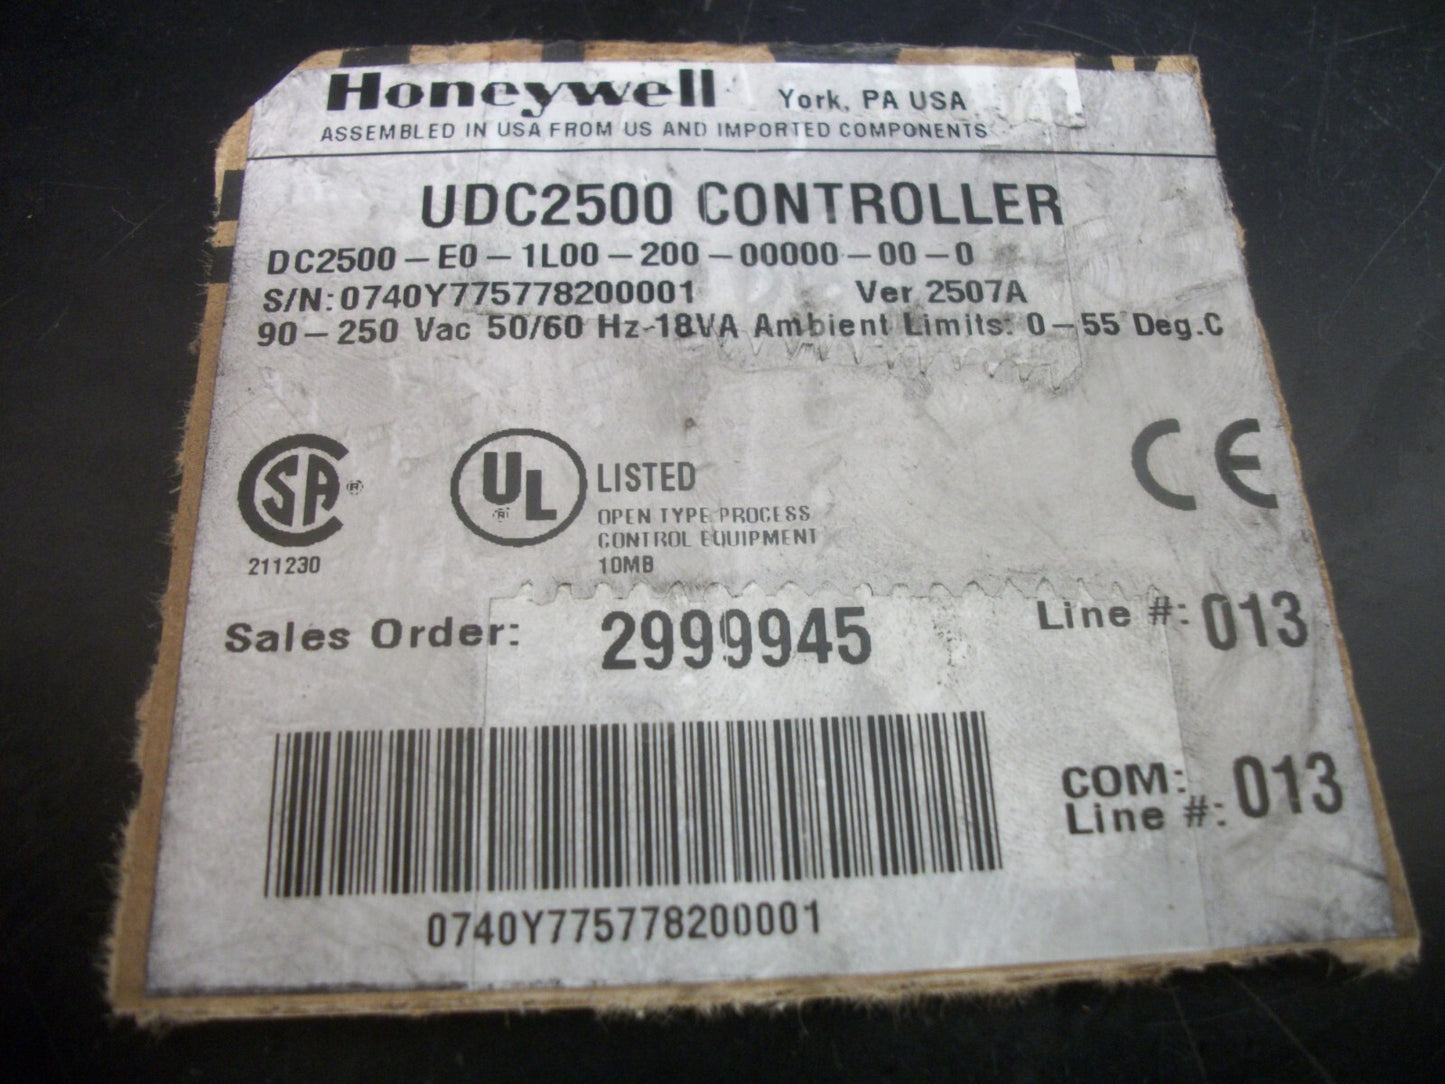 Honeywell York, PA USA
ASSEMBLED IN USA FROM US AND IMPORTED COMPONENTS
UDC2500 CONTROLLER
DC2500-E0-1L00-200-00000-00-0
S/N:0740Y775778200001 Ver 2507A
90-250 Vac 50/60 Hz-18VA Ambient Limits: 0-55 Deg.C
SA ®
211230
UL ®
LISTED
OPEN TYPE PROCESS
CONTROL EQUIPMENT
10MB
CE
Sales Order: 2999945 Line #: 013
COM:
Line #: 013
0740Y775778200001